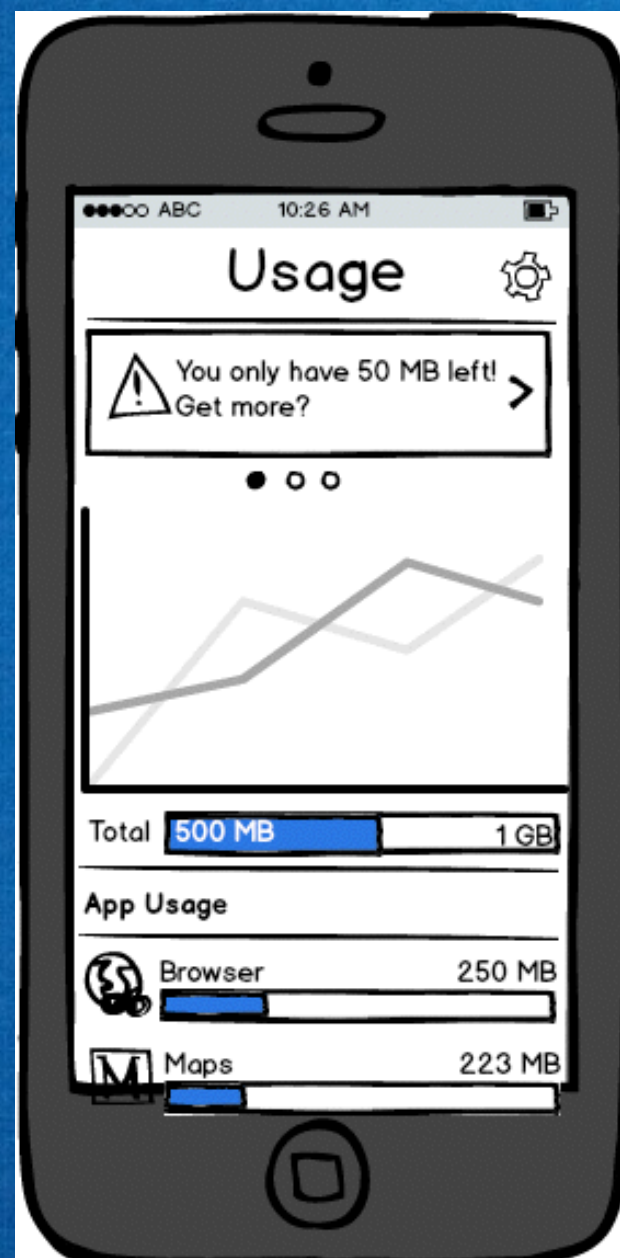 ABC 10:26 AM
Usage
You only have 50 MB left!
Get more?
Total 500 MB 1 GB
App Usage
Browser 250 MB
M Maps 223 MB